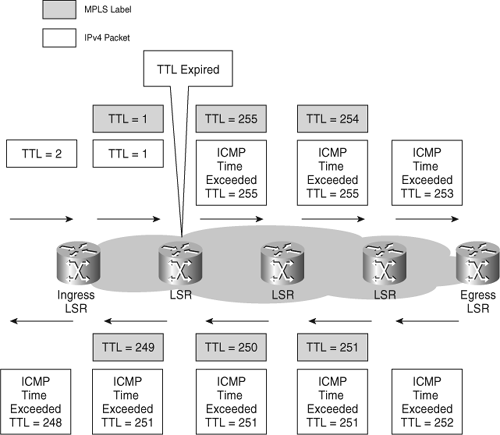 MPLS Label
IPv4 Packet
TTL Expired
TTL = 1
TTL = 255
TTL = 254
TTL = 2
TTL = 1
ICMP
Time
Exceeded
TTL = 255
ICMP
Time
Exceeded
TTL = 255
ICMP
Time
Exceeded
TTL = 253
Ingress
LSR
LSR
LSR
LSR
Egress
LSR
TTL = 249
TTL = 250
TTL = 251
ICMP
Time
Exceeded
TTL = 248
ICMP
Time
Exceeded
TTL = 251
ICMP
Time
Exceeded
TTL = 251
ICMP
Time
Exceeded
TTL = 251
ICMP
Time
Exceeded
TTL = 252